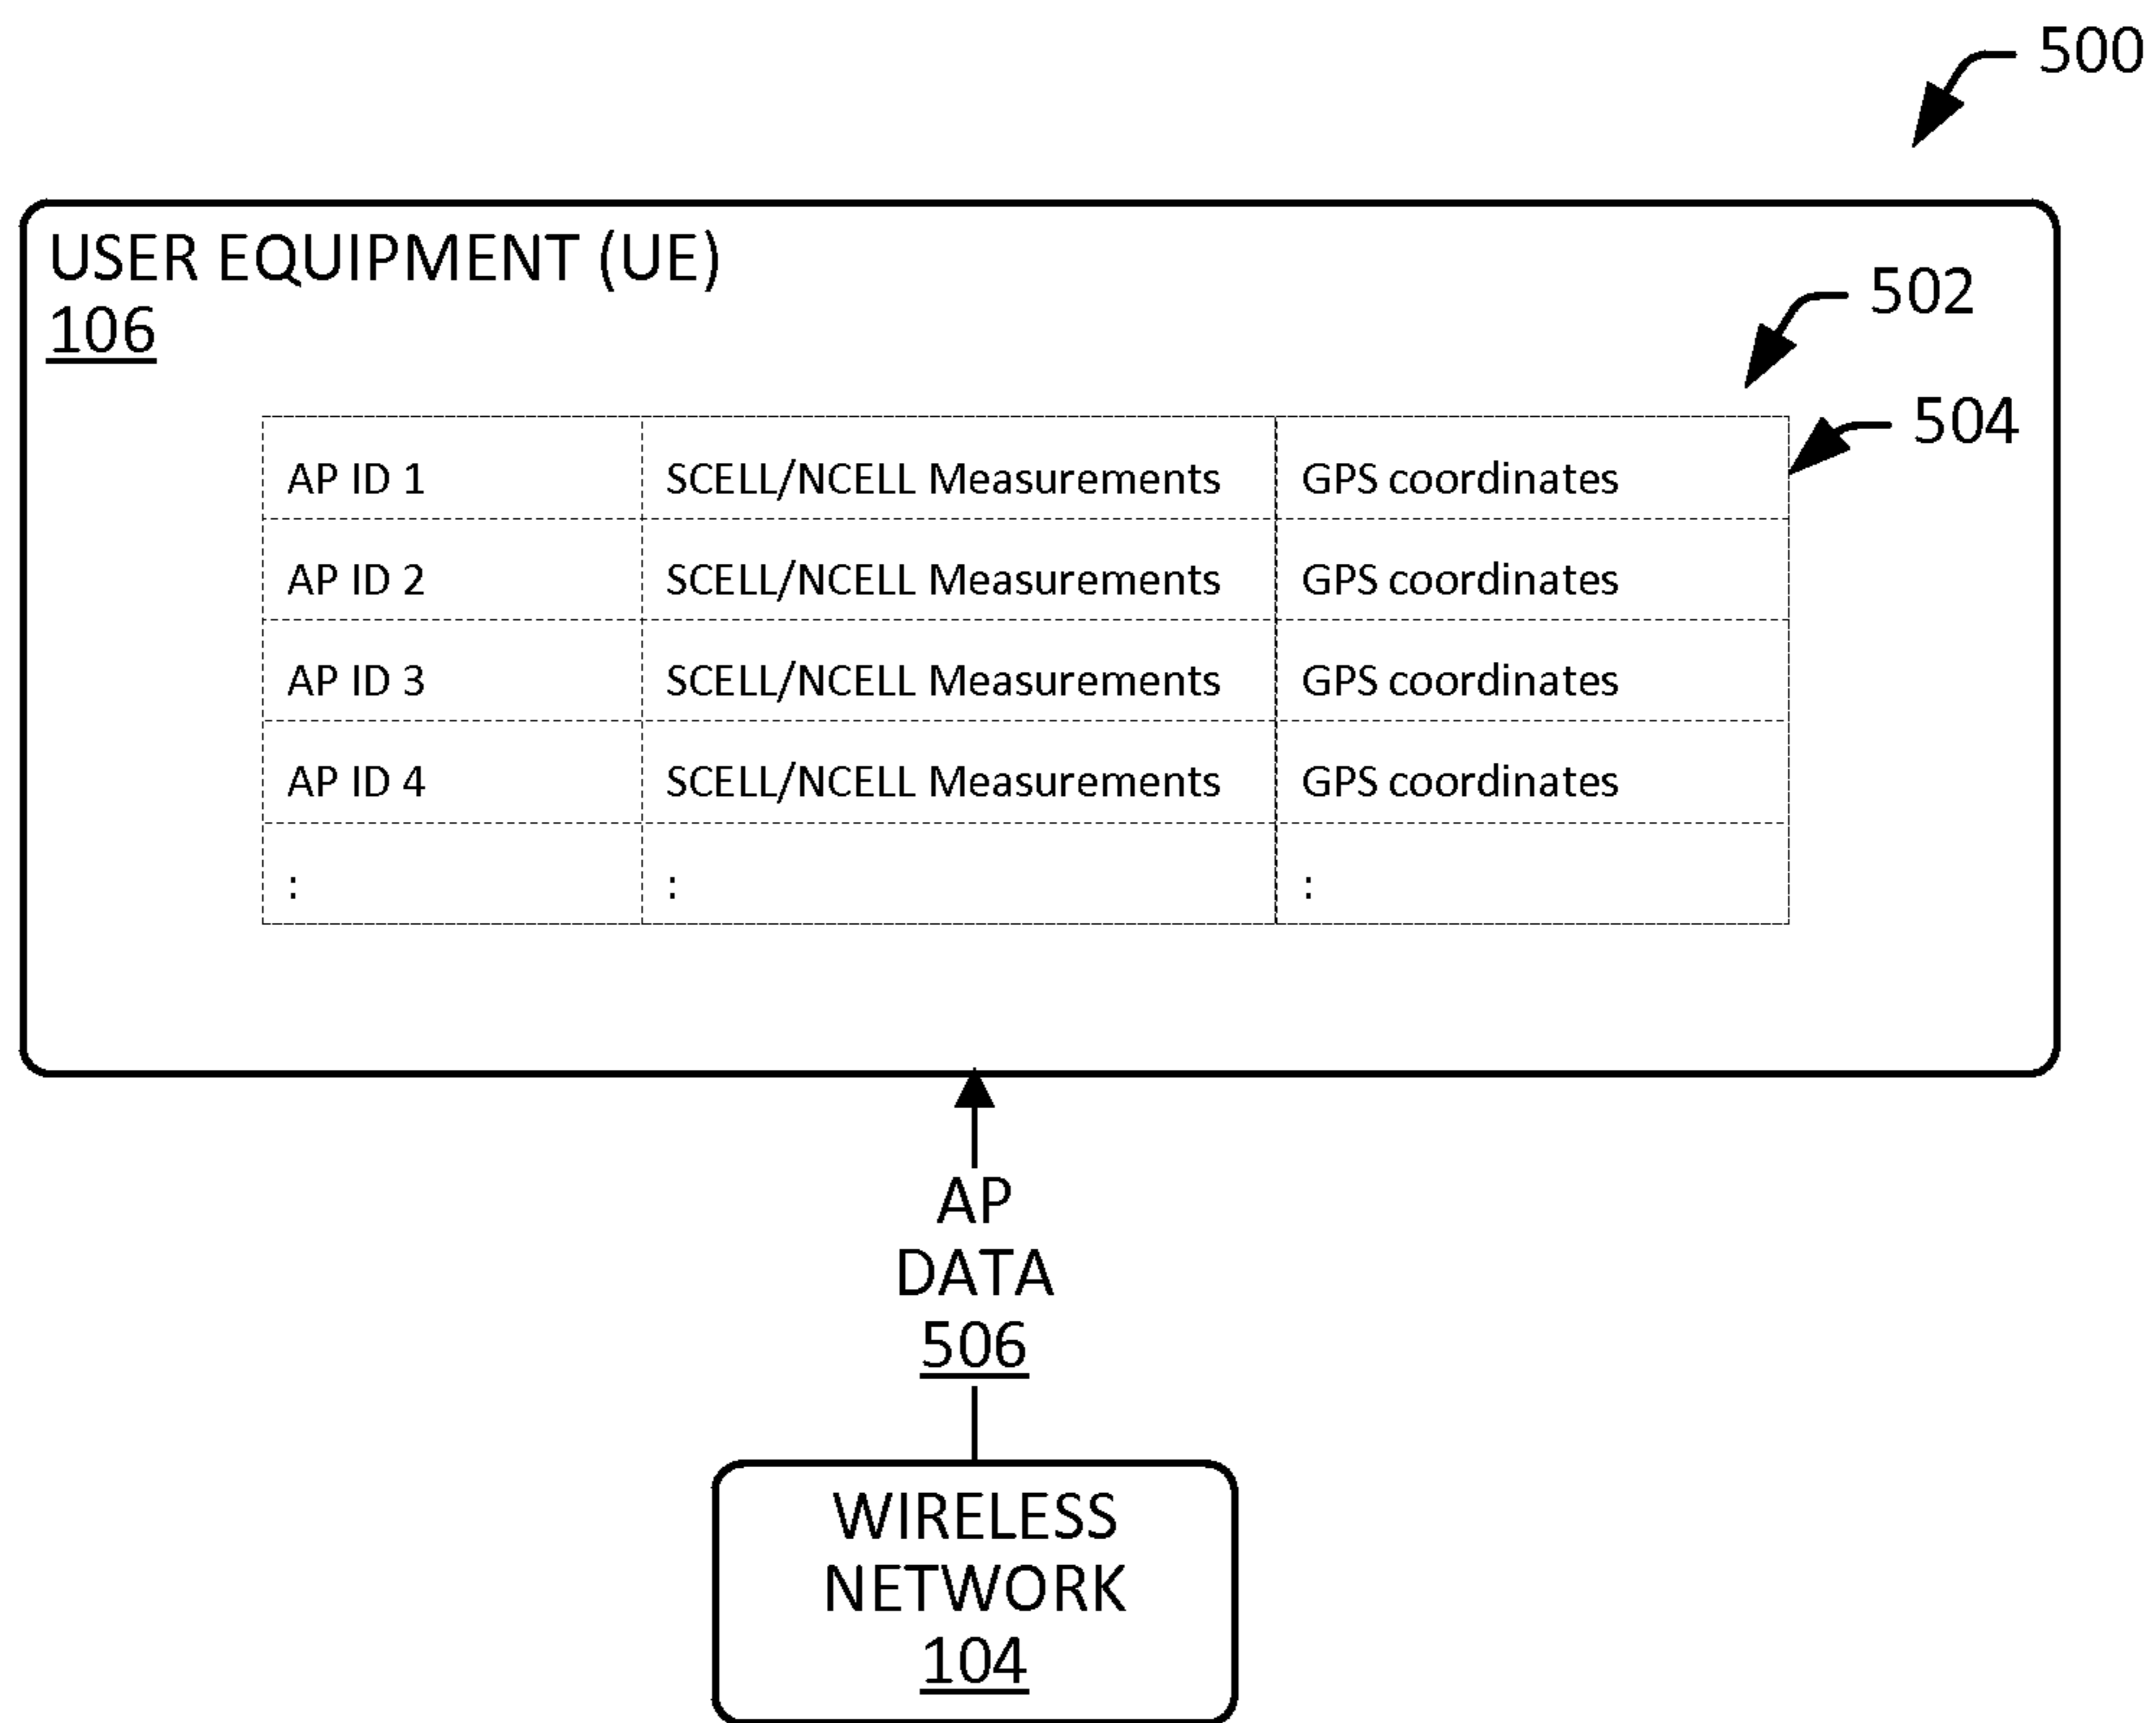 500
USER EQUIPMENT (UE)
106
502
504
AP ID 1 SCELL/NCELL Measurements GPS coordinates
AP ID 2 SCELL/NCELL Measurements GPS coordinates
AP ID 3 SCELL/NCELL Measurements GPS coordinates
AP ID 4 SCELL/NCELL Measurements GPS coordinates
: : :
AP
DATA
506
WIRELESS
NETWORK
104